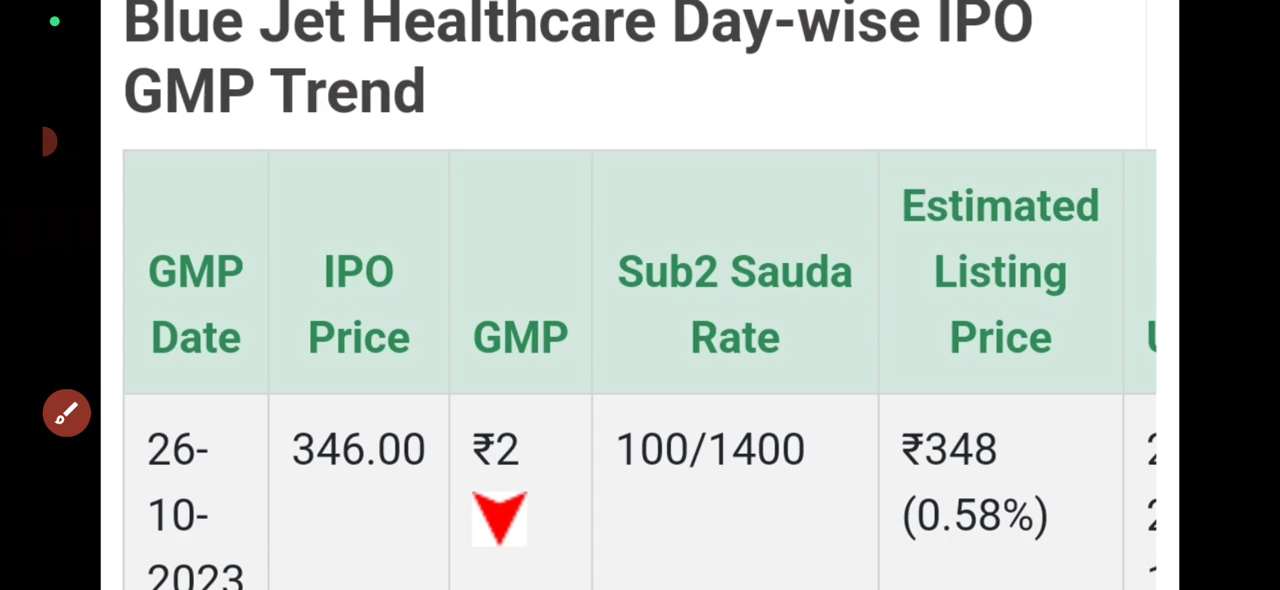 Blue Jet Healthcare Day-wise IPO
GMP Trend
GMP
Date
IPO
Price
GMP
Sub2 Sauda
Rate
Estimated
Listing
Price
26-
10-
2023
346.00
₹2
100/1400
₹348
(0.58%)